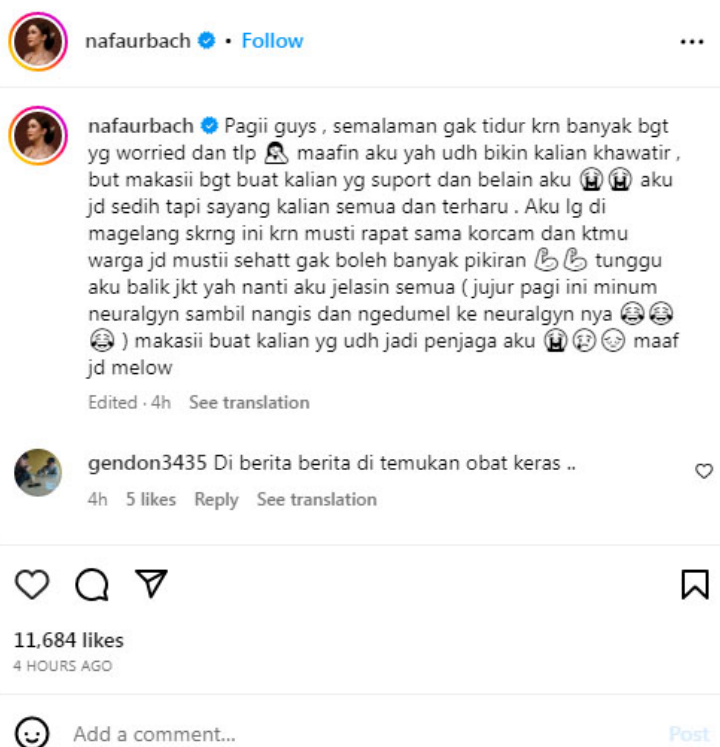 nafaurbach • Follow
nafaurbach Pagii guys , semalaman gak tidur krn banyak bgt
yg worried dan tlp 🤦‍♀️ maafin aku yah udh bikin kalian khawatir ,
but makasii bgt buat kalian yg suport dan belain aku 😭😭 aku
jd sedih tapi sayang kalian semua dan terharu . Aku lg di
magelang skrng ini krn musti rapat sama korcam dan ktmu
warga jd mustii sehatt gak boleh banyak pikiran 💪💪 tunggu
aku balik jkt yah nanti aku jelasin semua ( jujur pagi ini minum
neuralgyn sambil nangis dan ngedumel ke neuralgyn nya 😂😂
😂 ) makasii buat kalian yg udh jadi penjaga aku 😭😢🥺 maaf
jd melow
Edited · 4h See translation
gendon3435 Di berita berita di temukan obat keras ..
4h 5 likes Reply See translation
11,684 likes
4 HOURS AGO
Add a comment... Post